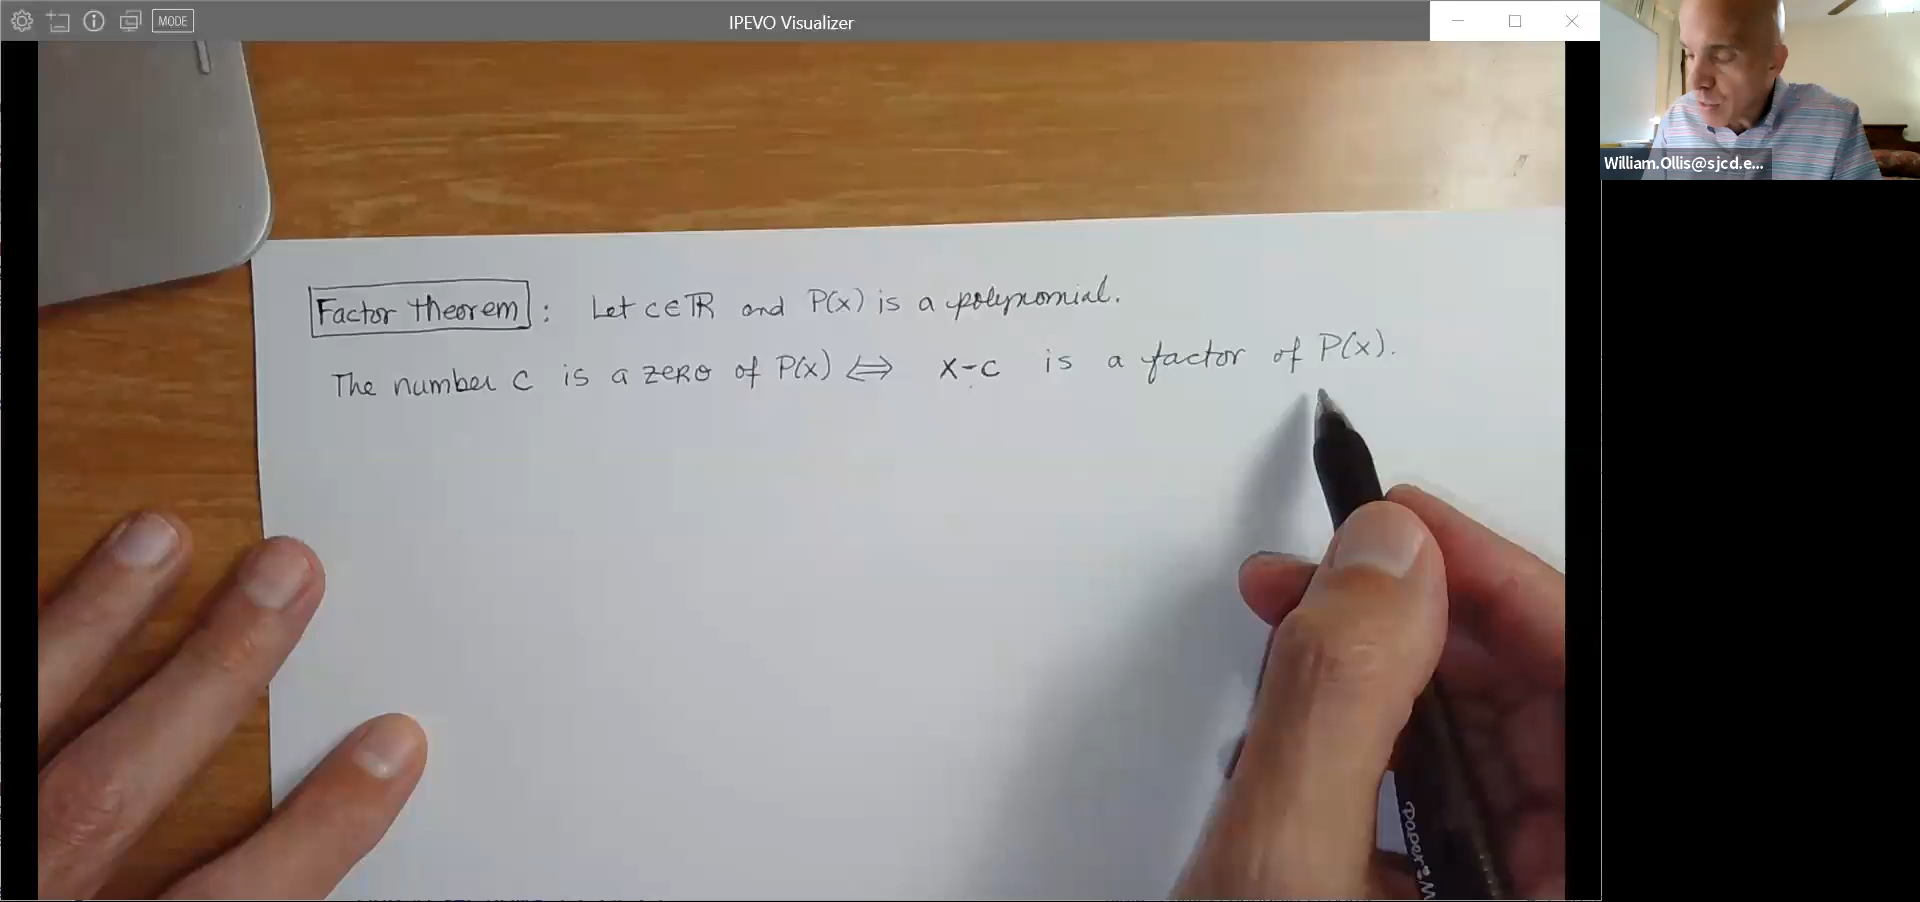 MODE
IPEVO Visualizer
William.Ollis@sjcd.e...
Factor theorem : Let c∈ℝ and P(x) is a polynomial.
The number c is a zero of P(x) ⟺ x-c is a factor of P(x).
paper:M